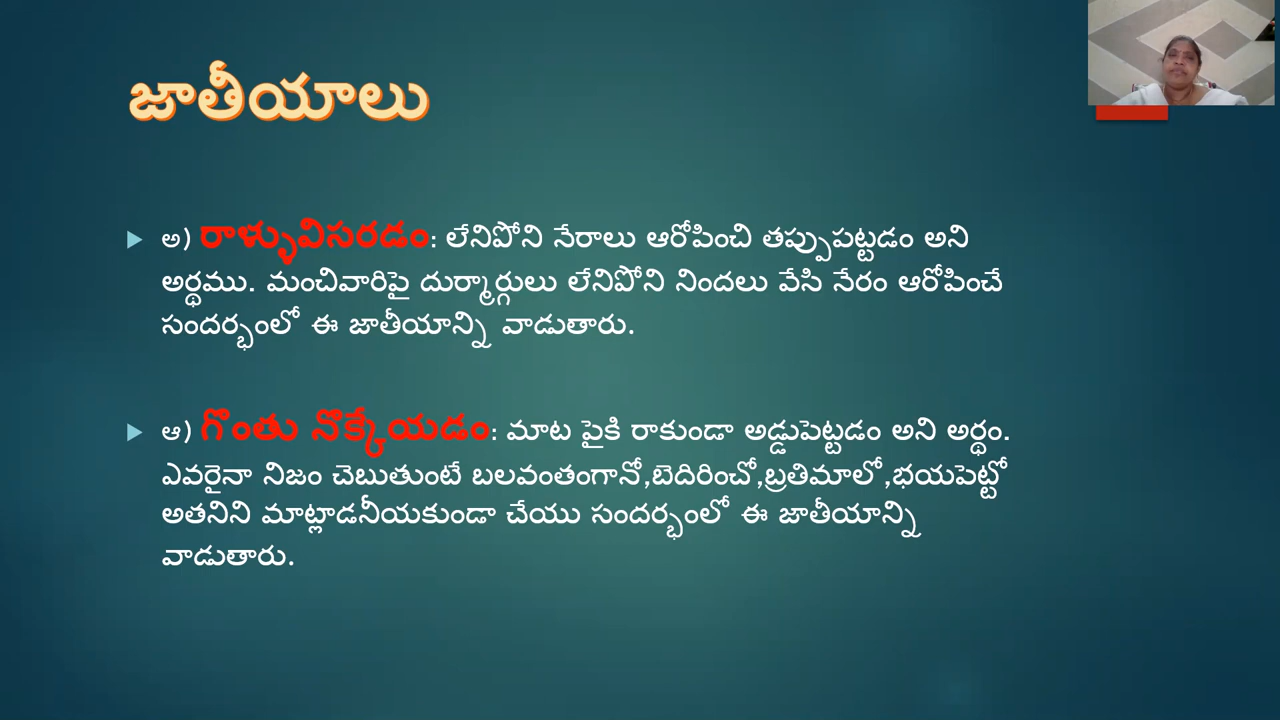 జాతీయాలు
అ) రాళ్ళువిసరడం: లేనిపోని నేరాలు ఆరోపించి తప్పుపట్టడం అని
అర్థము. మంచివారిపై దుర్మార్గులు లేనిపోని నిందలు వేసి నేరం ఆరోపించే
సందర్భంలో ఈ జాతీయాన్ని వాడుతారు.
ఆ) గొంతు నొక్కేయడం: మాట పైకి రాకుండా అడ్డుపెట్టడం అని అర్థం.
ఎవరైనా నిజం చెబుతుంటే బలవంతంగానో,బెదిరించో,బ్రతిమాలో,భయపెట్టో
అతనిని మాట్లాడనీయకుండా చేయు సందర్భంలో ఈ జాతీయాన్ని
వాడుతారు.